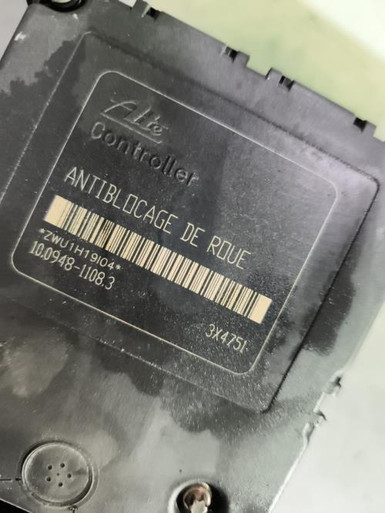 Ate
Controller
ANTIBLOCAGE DE ROUE
*ZWU1H19I04*
10.0948-1108.3
3X4751-